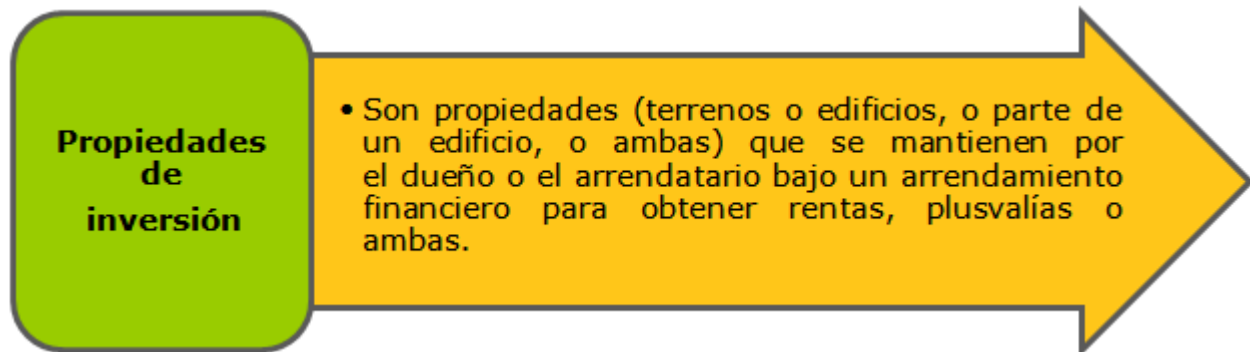 Propiedades
de
inversión
• Son propiedades (terrenos o edificios, o parte de
un edificio, o ambas) que se mantienen por
el dueño o el arrendatario bajo un arrendamiento
financiero para obtener rentas, plusvalías o
ambas.